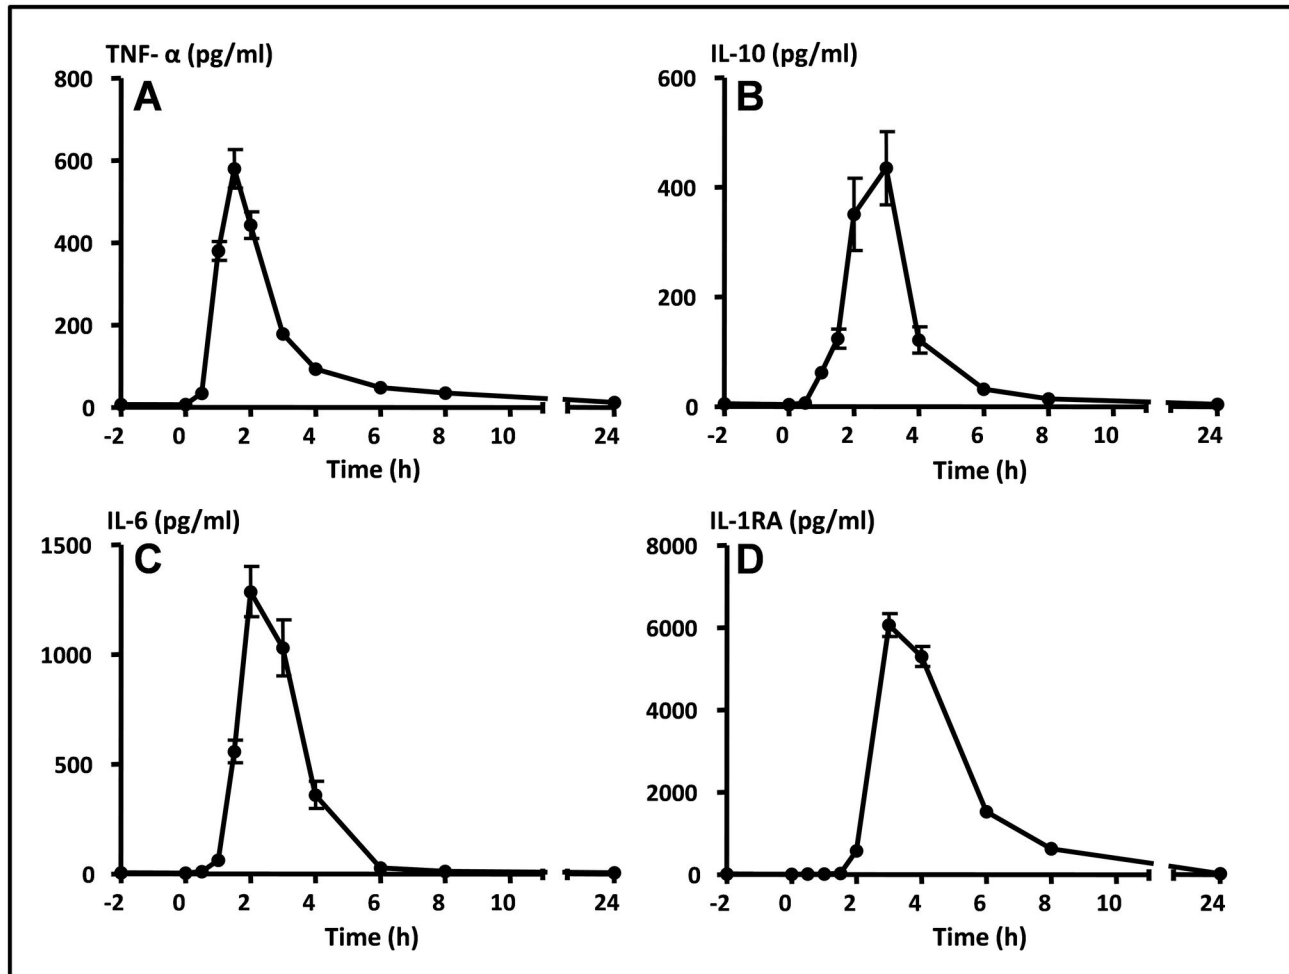 TNF- α (pg/ml)
A
800
600
400
200
0
-2 0 2 4 6 8 10 24
Time (h)
IL-10 (pg/ml)
B
600
400
200
0
-2 0 2 4 6 8 10 24
Time (h)
IL-6 (pg/ml)
C
1500
1000
500
0
-2 0 2 4 6 8 10 24
Time (h)
IL-1RA (pg/ml)
D
8000
6000
4000
2000
0
-2 0 2 4 6 8 10 24
Time (h)